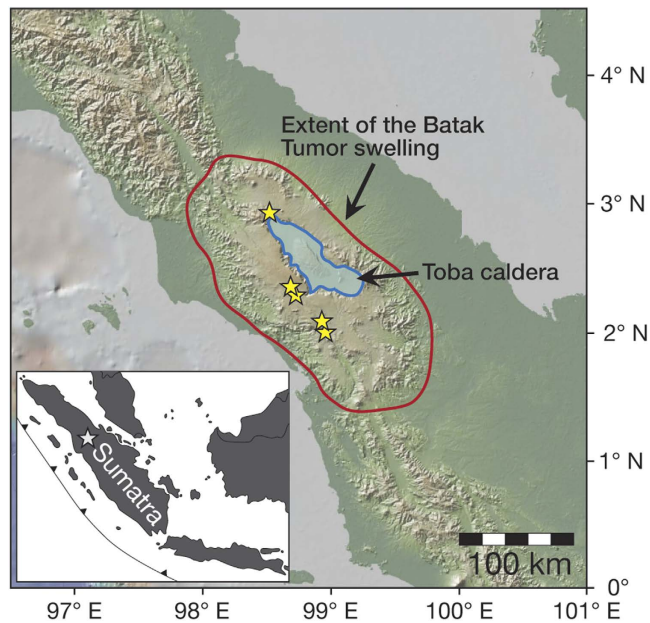 4° N
Extent of the Batak
Tumor swelling
3° N
Toba caldera
2° N
Sumatra
1° N
100 km
0°
97° E
98° E
99° E
100° E
101° E